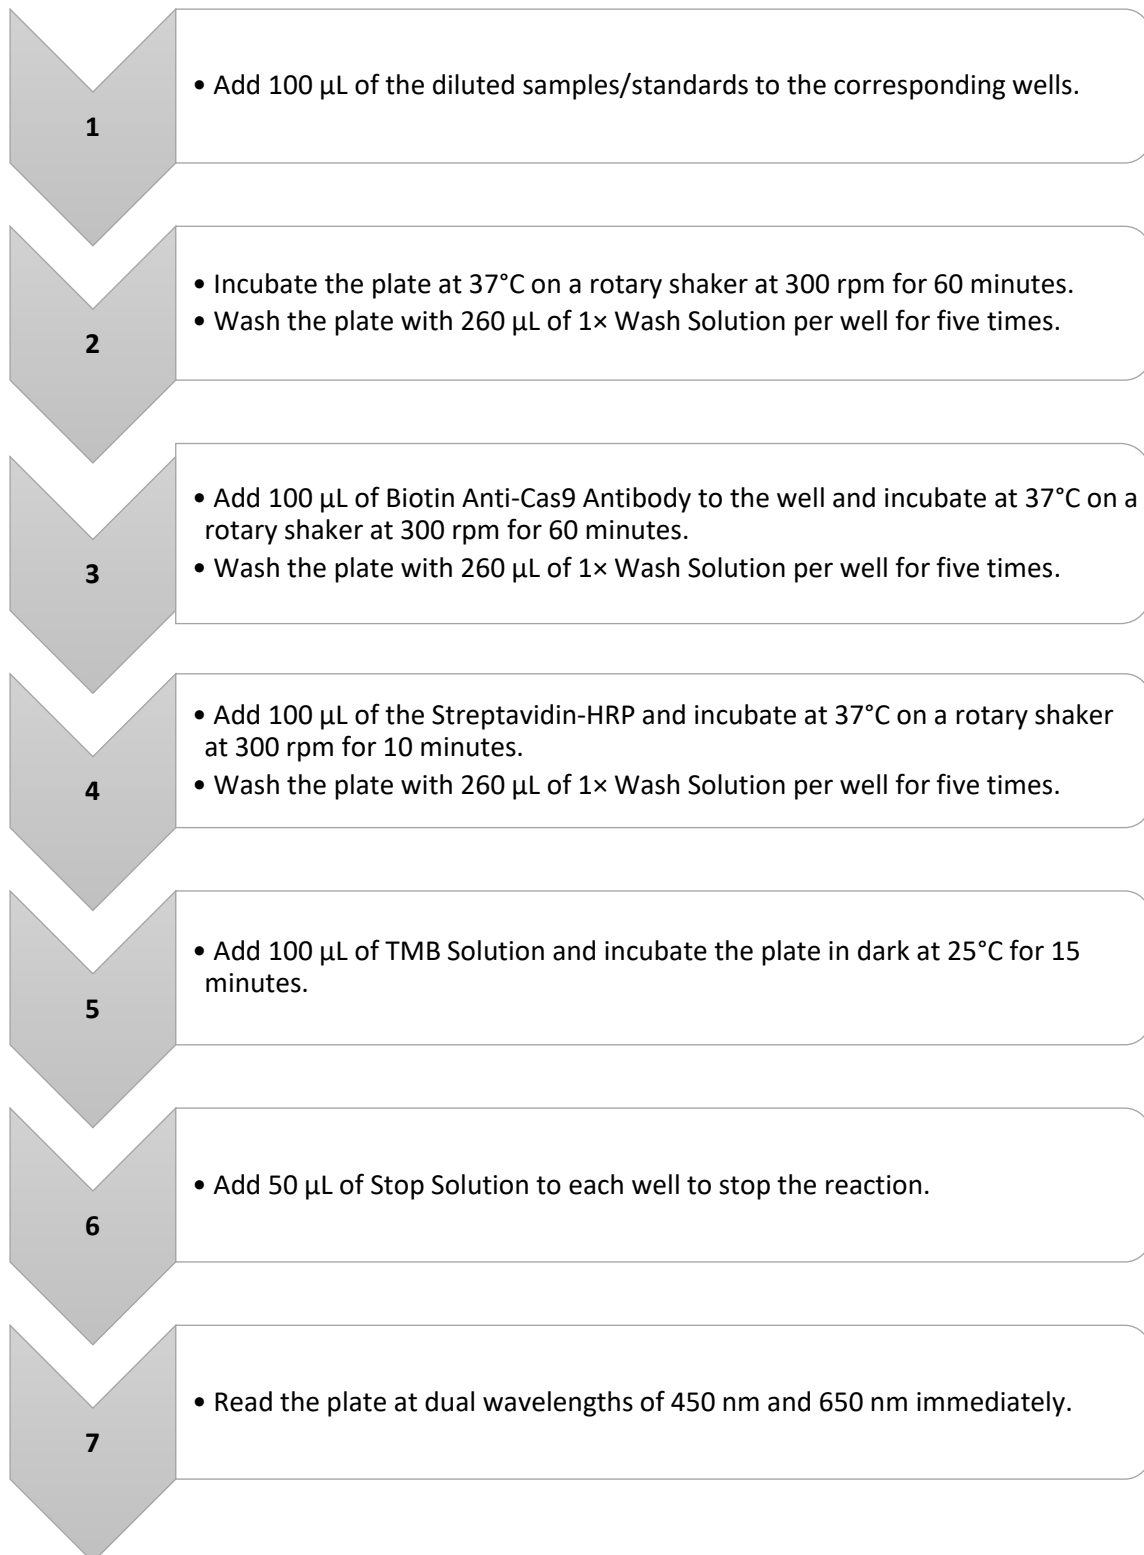 1
• Add 100 µL of the diluted samples/standards to the corresponding wells.
2
• Incubate the plate at 37°C on a rotary shaker at 300 rpm for 60 minutes.
• Wash the plate with 260 µL of 1× Wash Solution per well for five times.
3
• Add 100 µL of Biotin Anti-Cas9 Antibody to the well and incubate at 37°C on a
rotary shaker at 300 rpm for 60 minutes.
• Wash the plate with 260 µL of 1× Wash Solution per well for five times.
4
• Add 100 µL of the Streptavidin-HRP and incubate at 37°C on a rotary shaker
at 300 rpm for 10 minutes.
• Wash the plate with 260 µL of 1× Wash Solution per well for five times.
5
• Add 100 µL of TMB Solution and incubate the plate in dark at 25°C for 15
minutes.
6
• Add 50 µL of Stop Solution to each well to stop the reaction.
7
• Read the plate at dual wavelengths of 450 nm and 650 nm immediately.